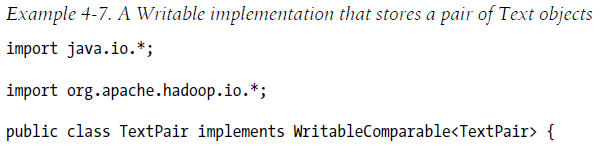 Example 4-7. A Writable implementation that stores a pair of Text objects
import java.io.*;
import org.apache.hadoop.io.*;
public class TextPair implements WritableComparable<TextPair> {